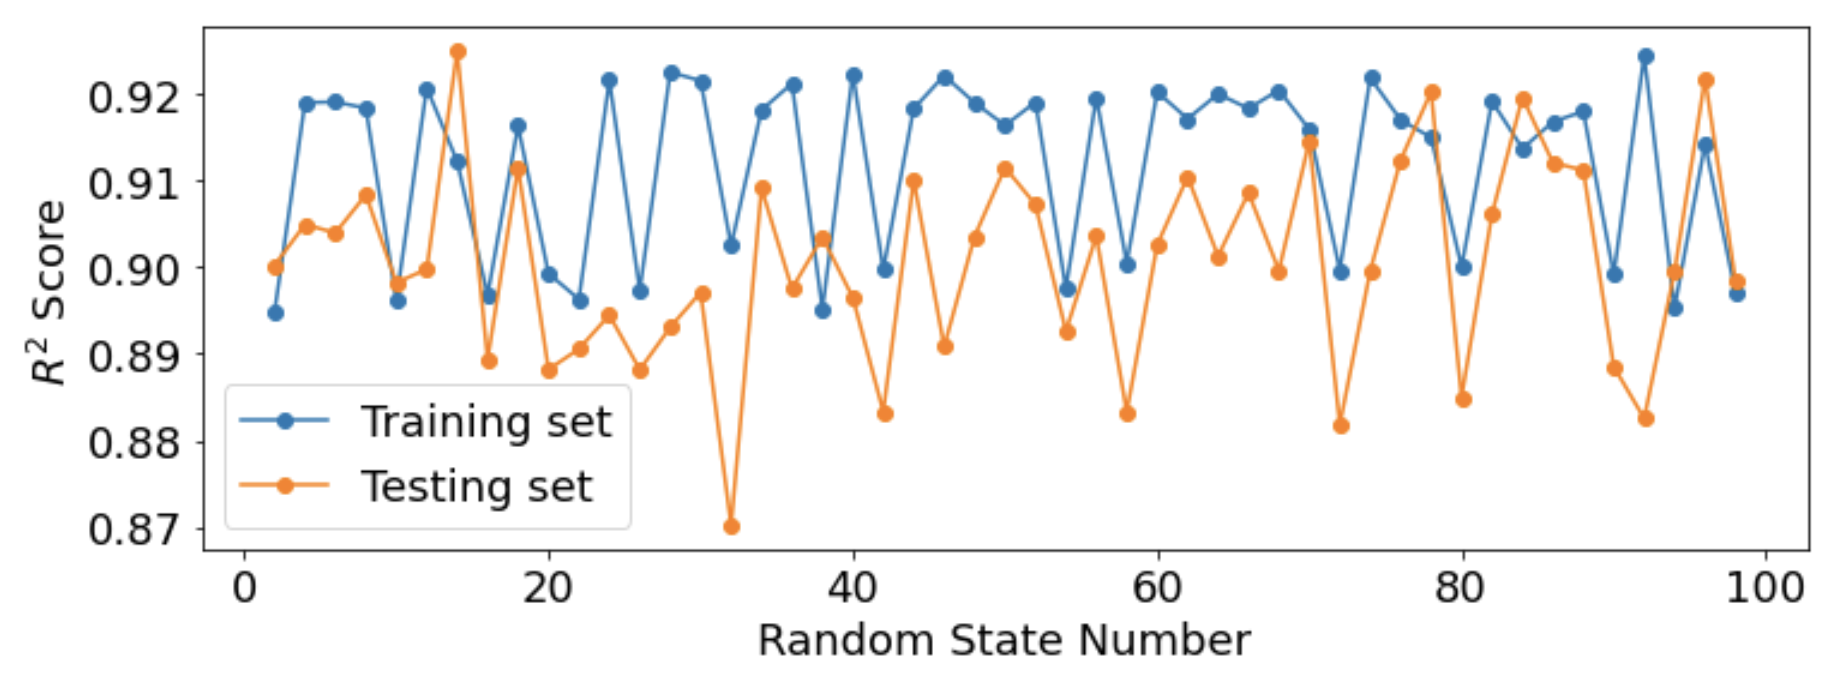 0.92
0.91
0.90
0.89
0.88
0.87
R² Score
Training set
Testing set
0 20 40 60 80 100
Random State Number